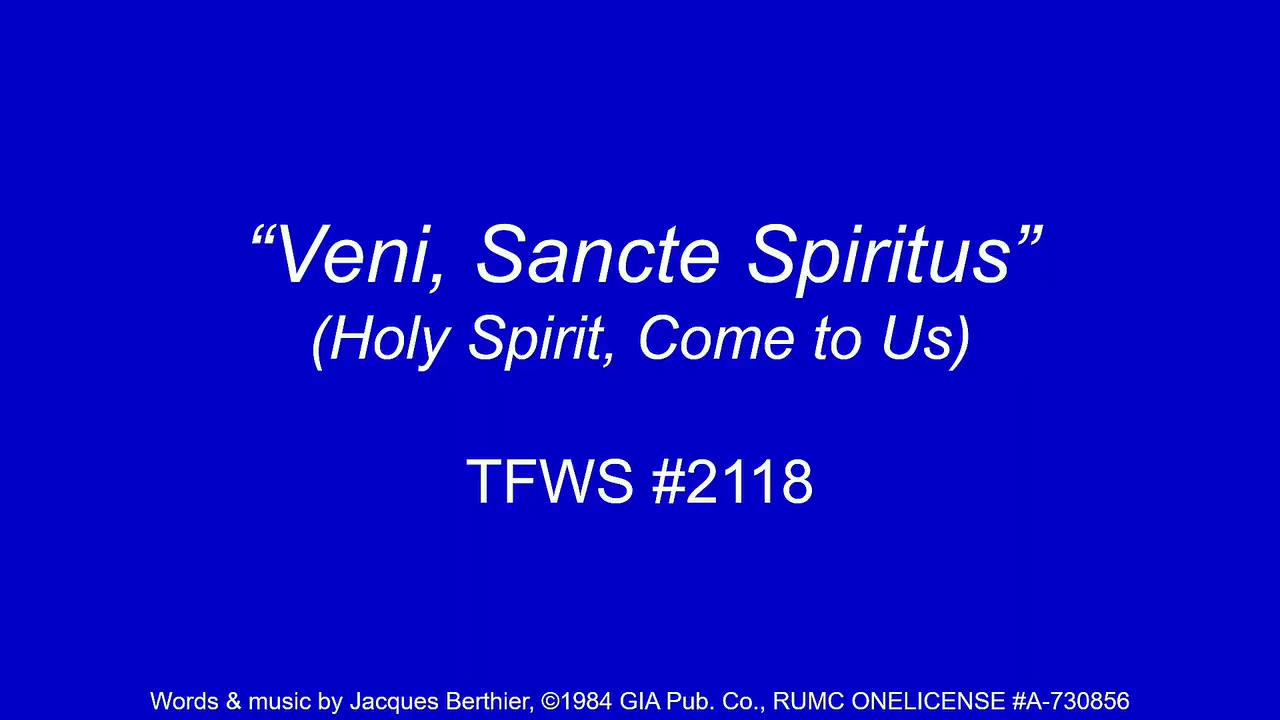 “Veni, Sancte Spiritus”
(Holy Spirit, Come to Us)
TFWS #2118
Words & music by Jacques Berthier, ©1984 GIA Pub. Co., RUMC ONELICENSE #A-730856